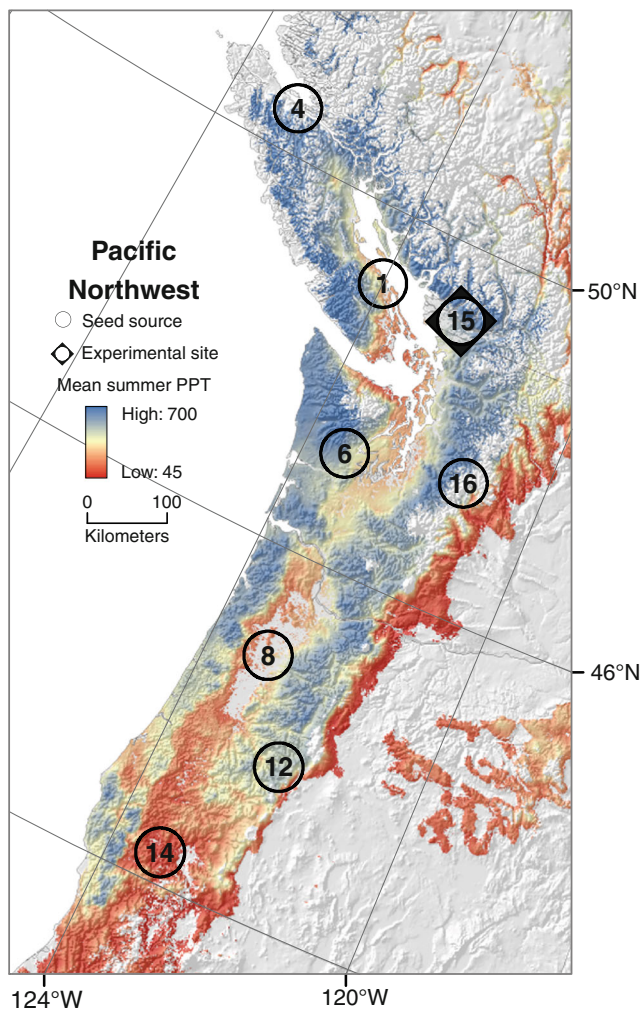 4
Pacific
Northwest
1
50°N
Seed source
15
Experimental site
Mean summer PPT
High: 700
6
Low: 45
16
0 100
Kilometers
8
46°N
12
14
124°W
120°W